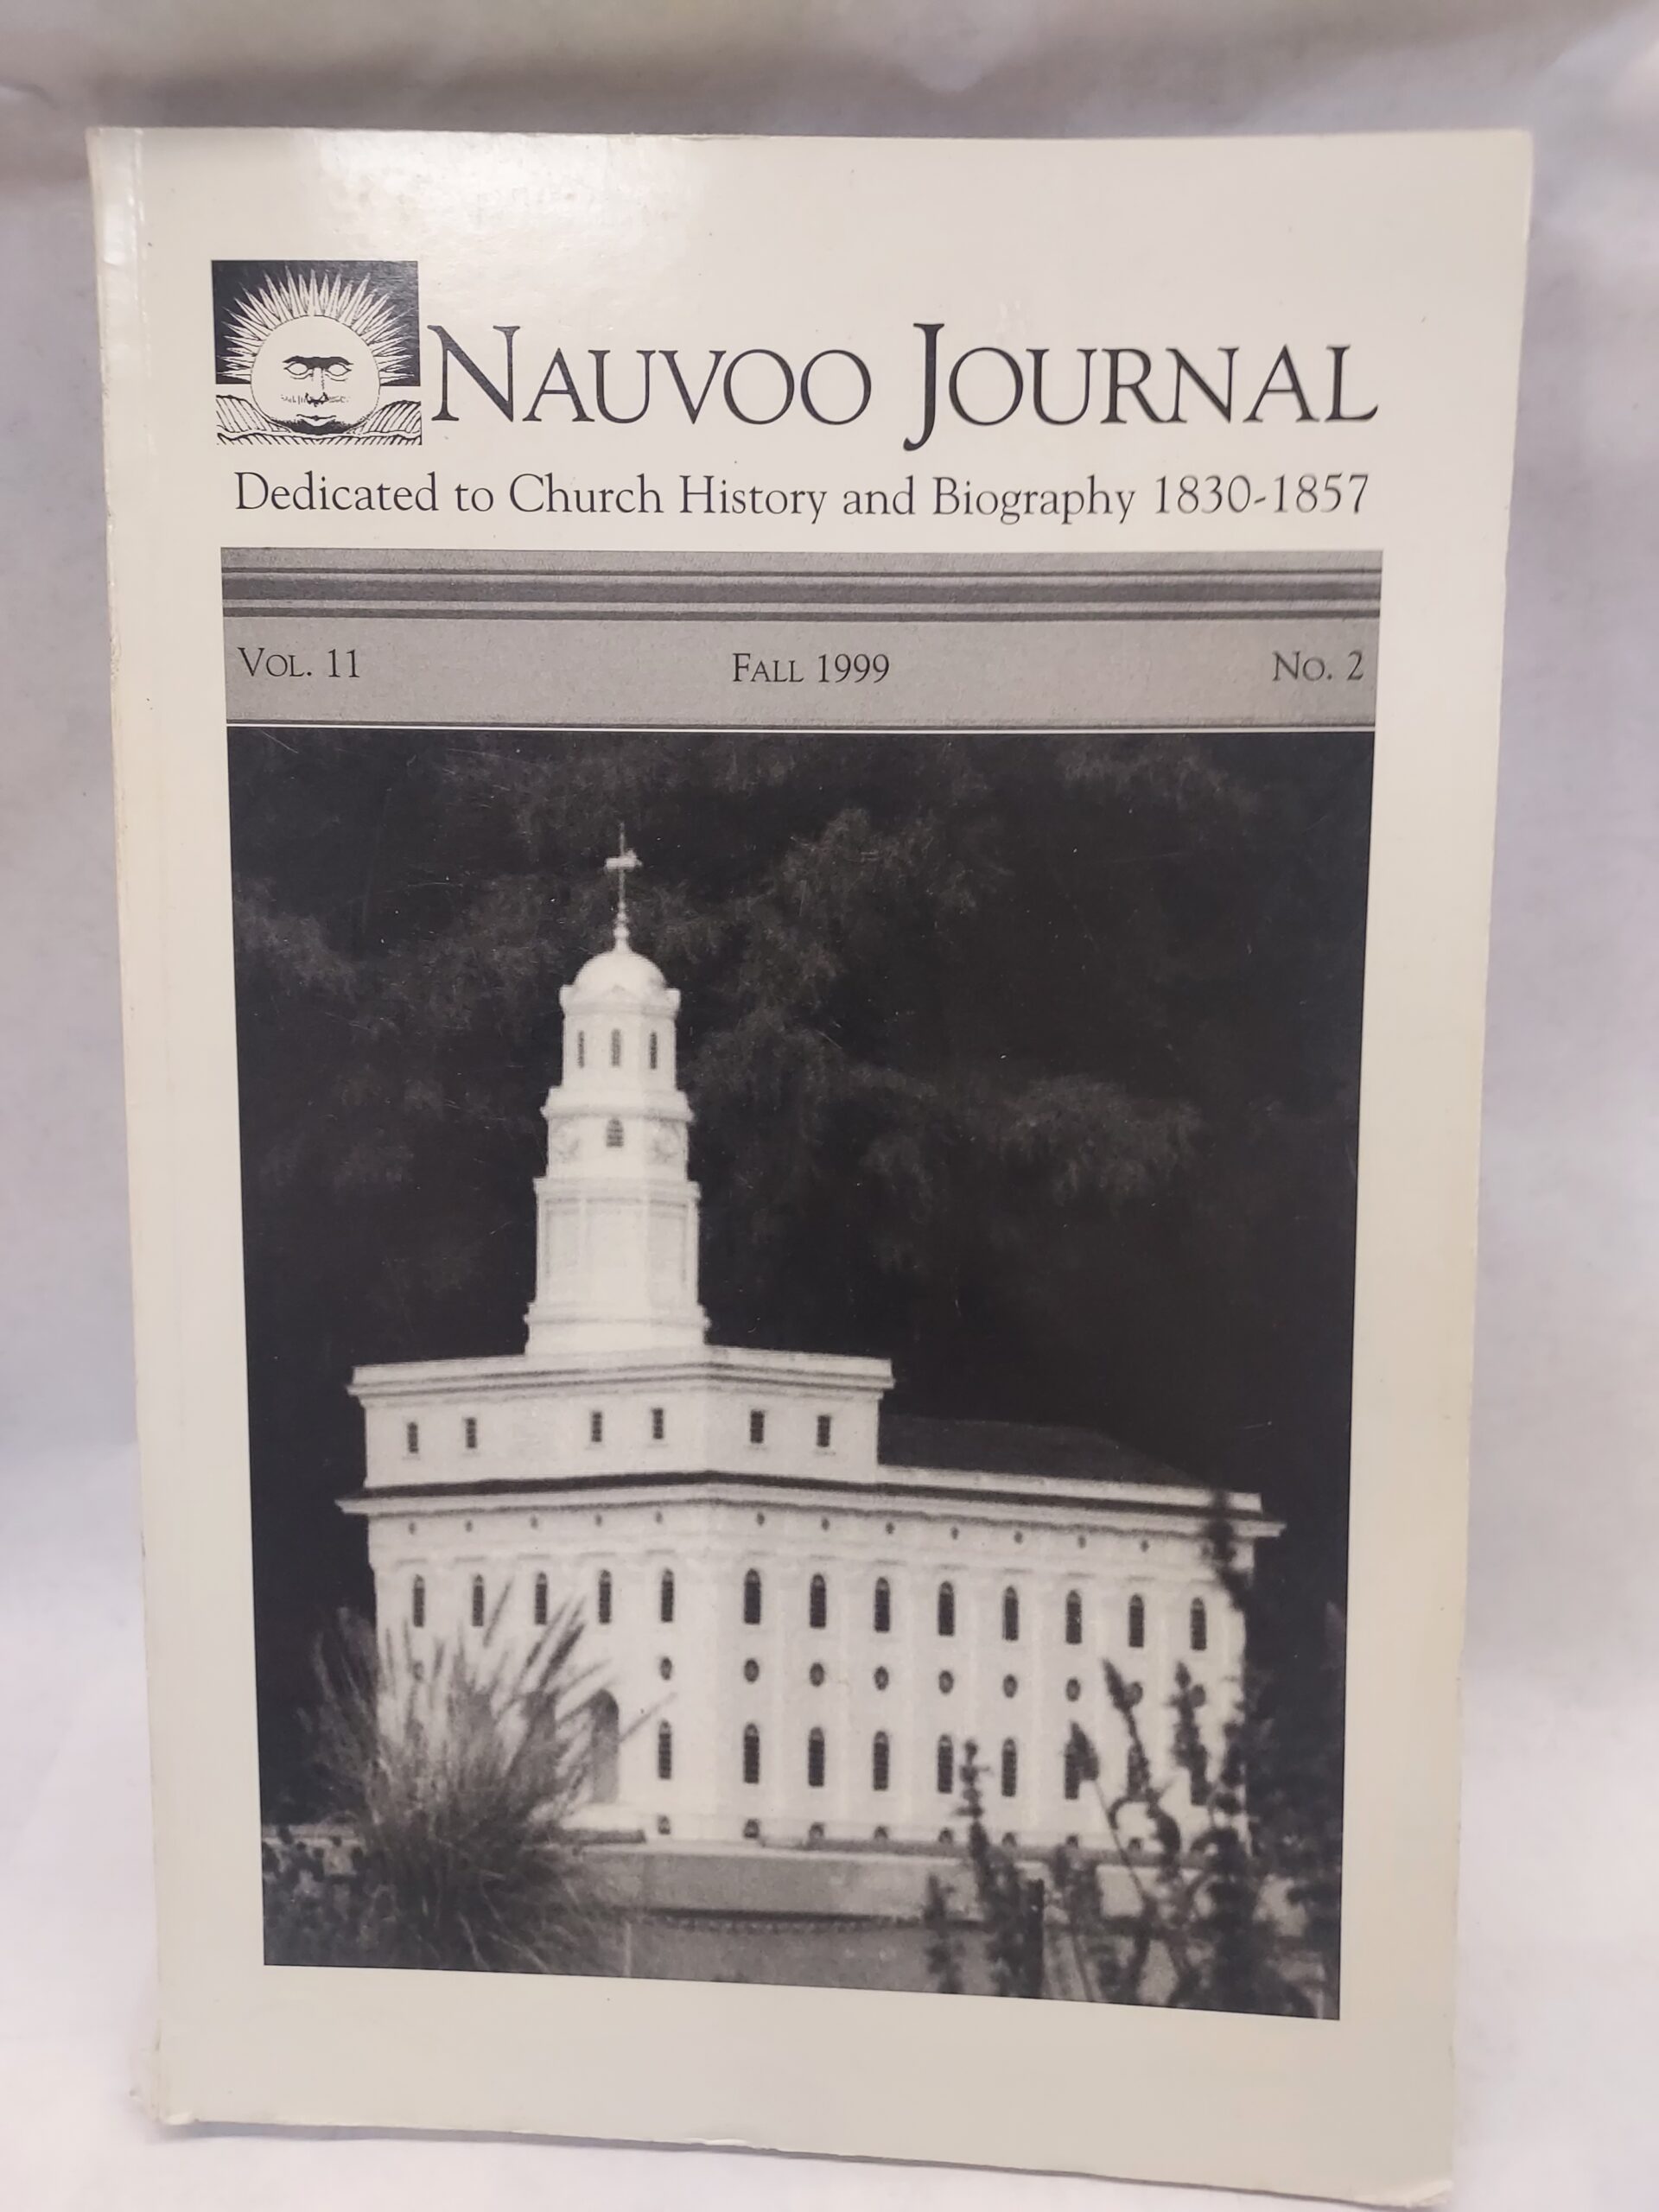 NAUVOO JOURNAL
Dedicated to Church History and Biography 1830-1857
VOL. 11 FALL 1999 NO. 2